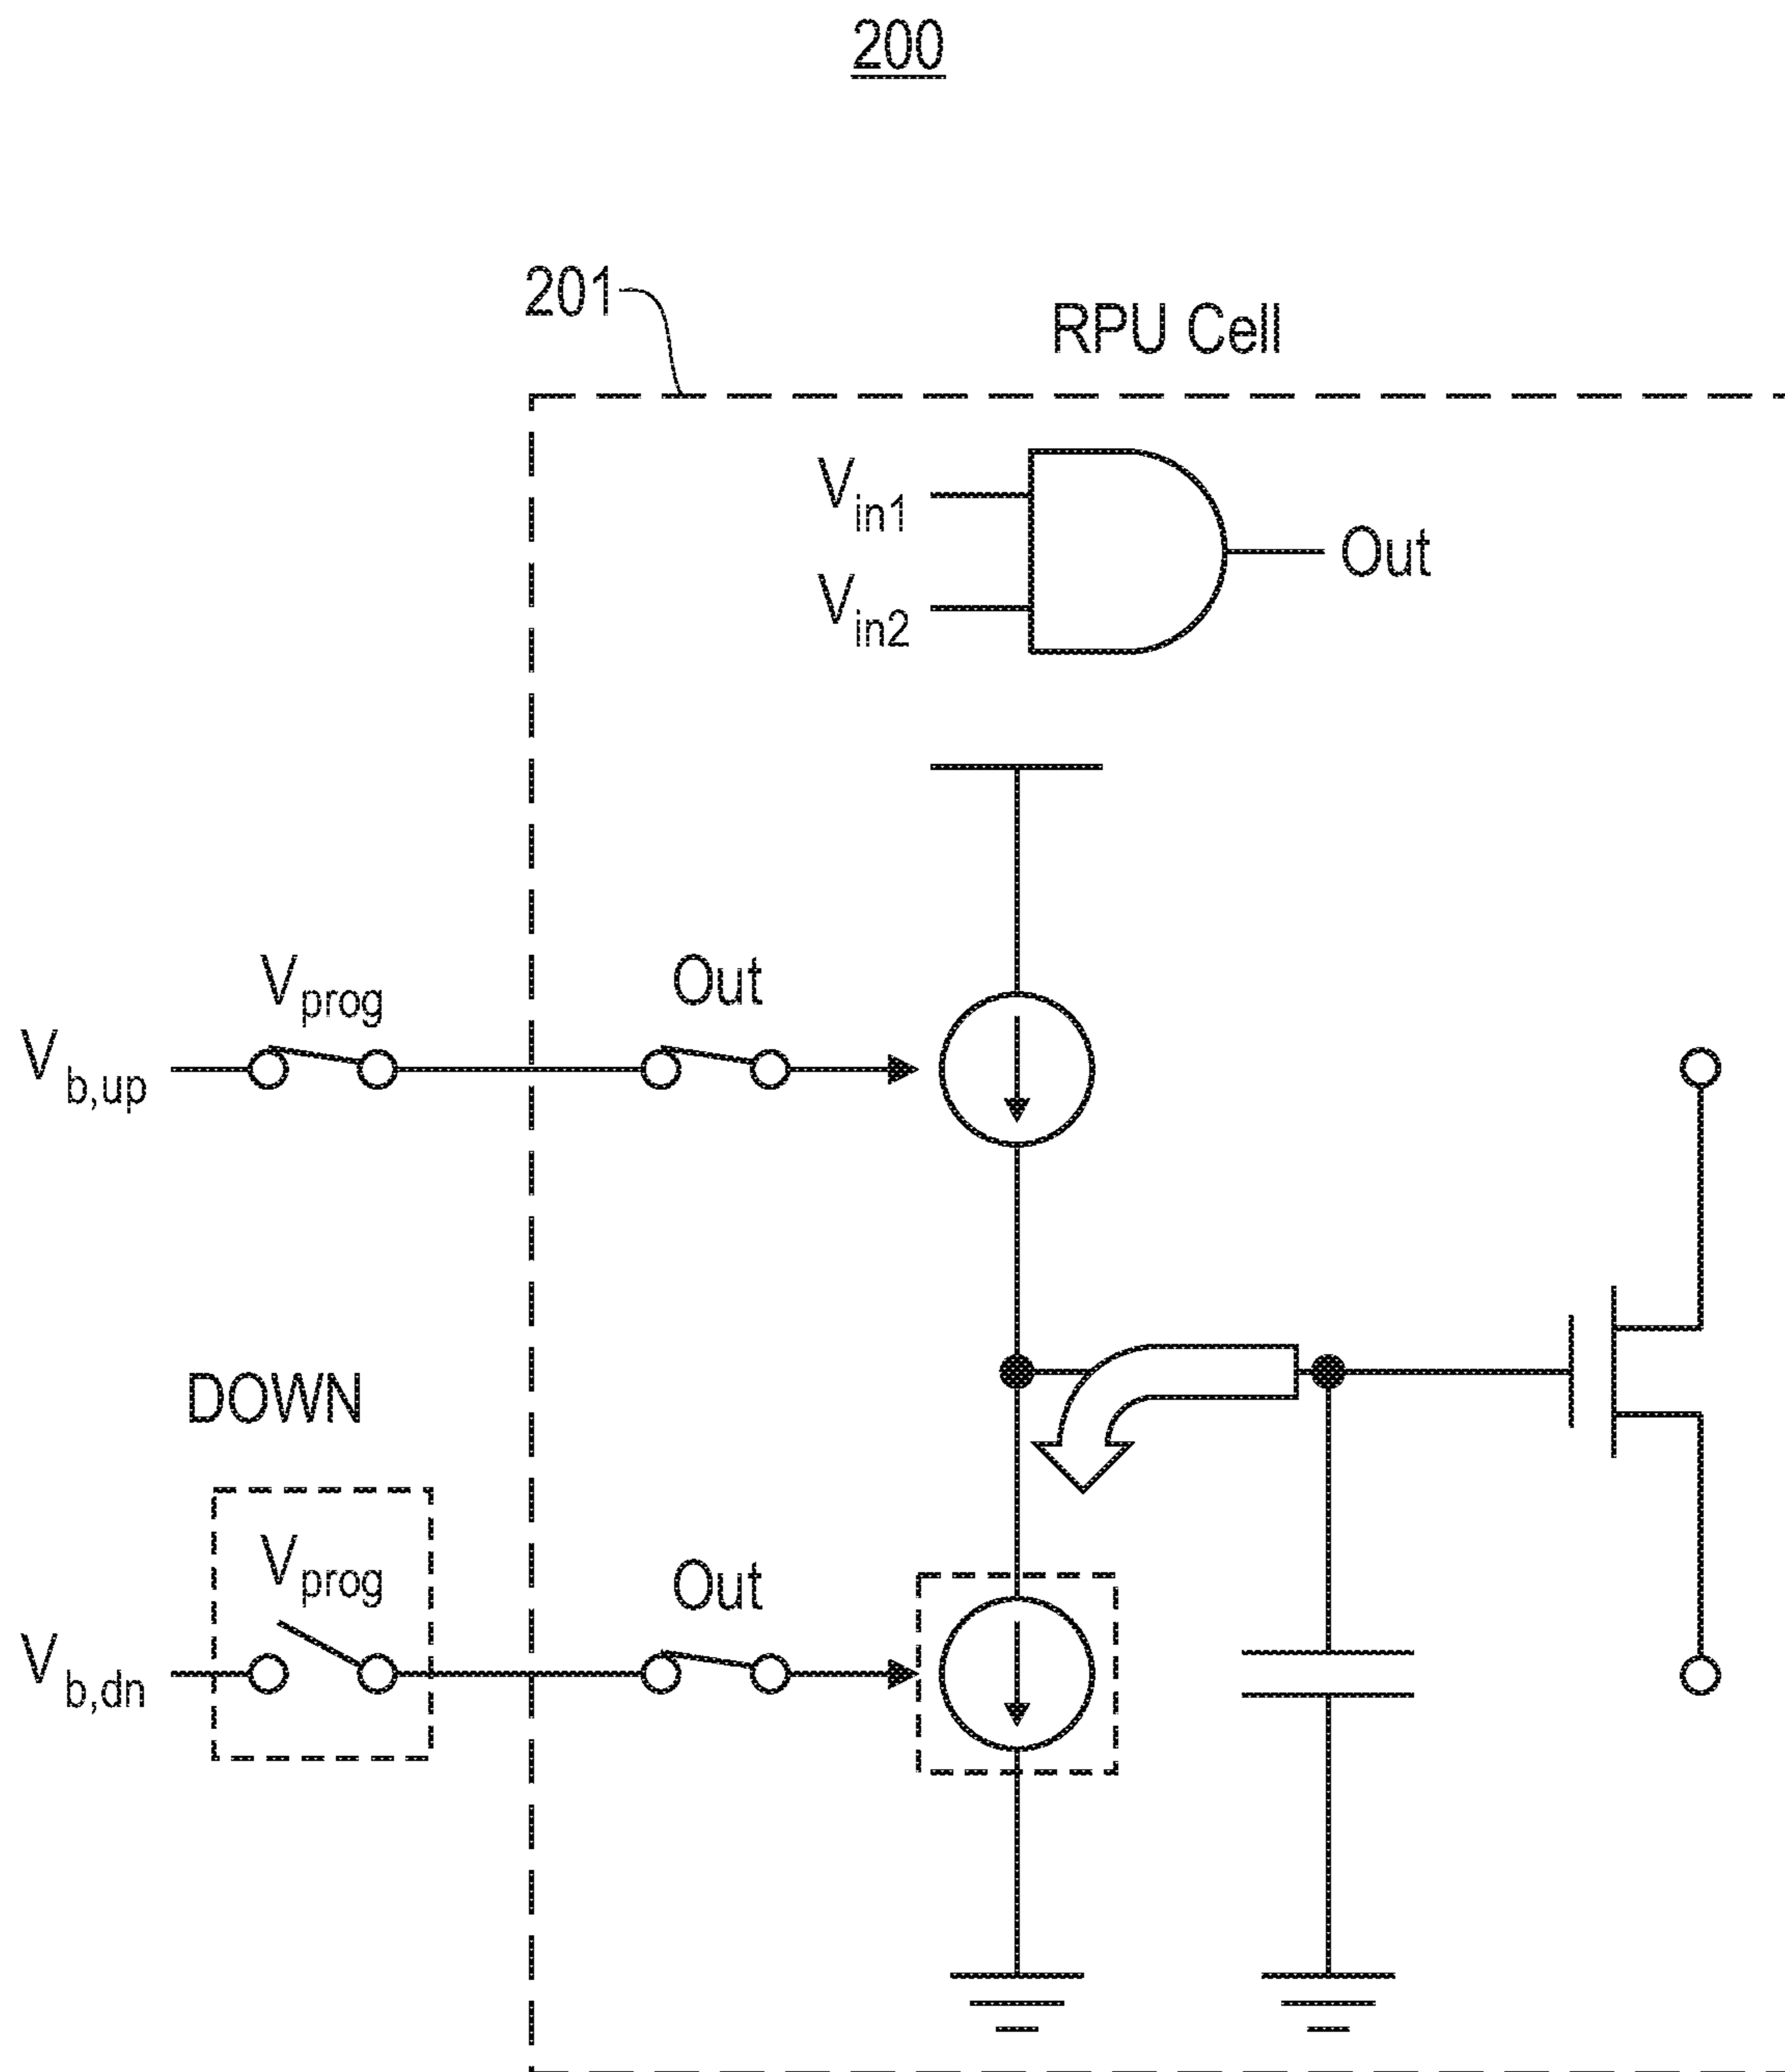 200
201
RPU Cell
Vin1
Vin2
Out
Vprog
Out
Vb,up
DOWN
Vprog
Out
Vb,dn